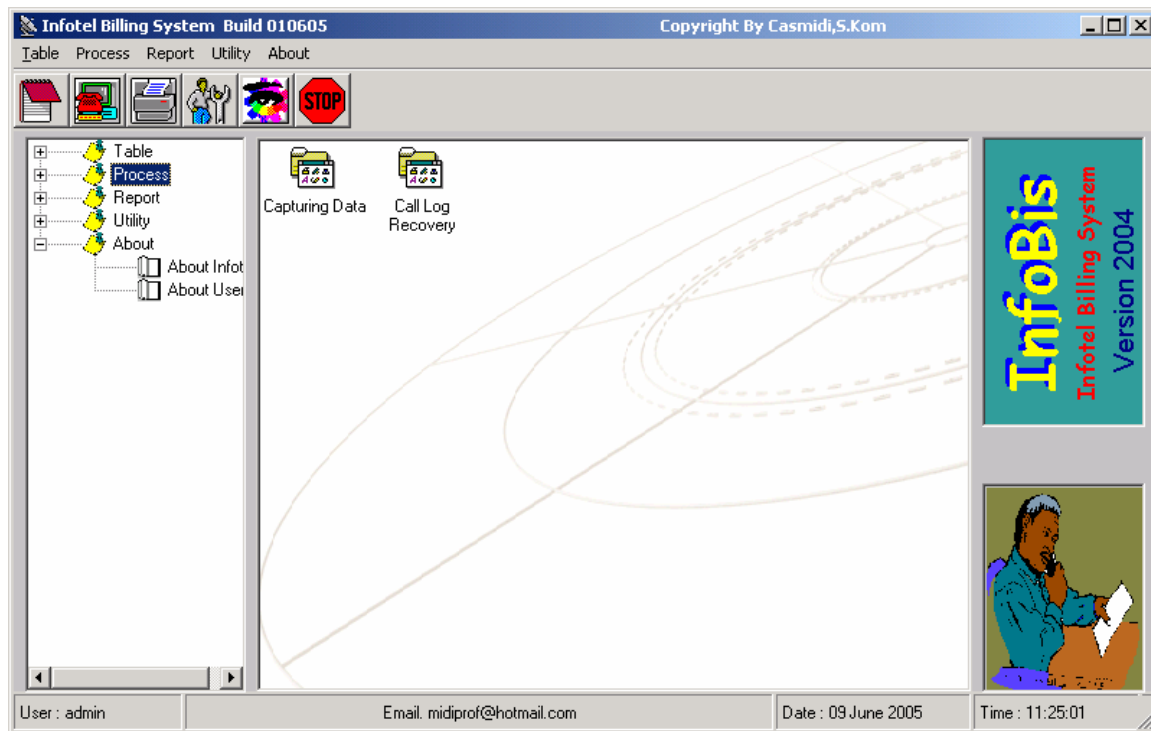 Infotel Billing System Build 010605 Copyright By Casmidi,S.Kom
Table Process Report Utility About
STOP
Table
Process
Report
Utility
About
About Infot
About User
Capturing Data
Call Log
Recovery
InfoBis
Infotel Billing System
Version 2004
User : admin
Email. midiprof@hotmail.com
Date : 09 June 2005
Time : 11:25:01